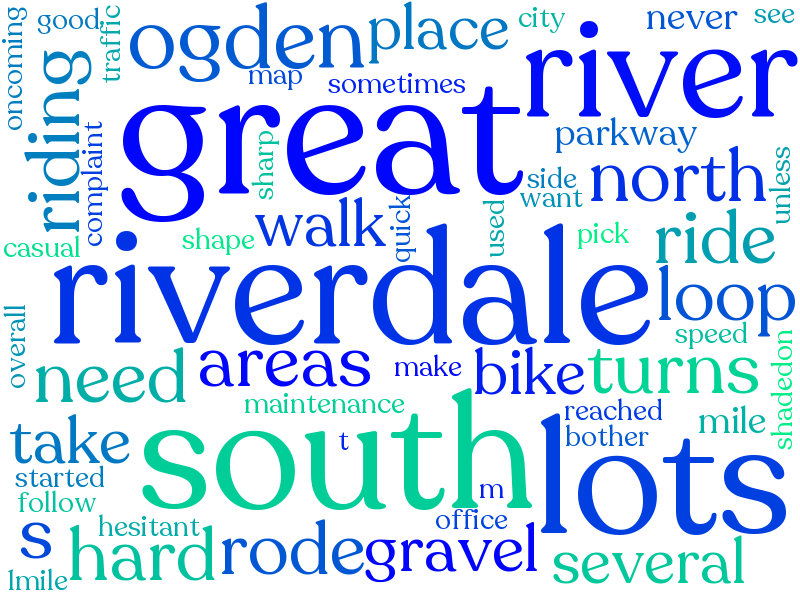 oncoming
good,
traffic
ogden
place
city
never
see
map
sometimes
river
riding
great
parkway
complaint
sharp
side
want
north
unless
casual
shape
walk
quick
used
pick
ride
riverdale
loop
overall
speed
need
areas
make
bike
turns
shadedon
maintenance
reached
bother
mile
take
t
south
lots
started
follow
m
office
s
hesitant
lmile
hard
rode
gravel
several